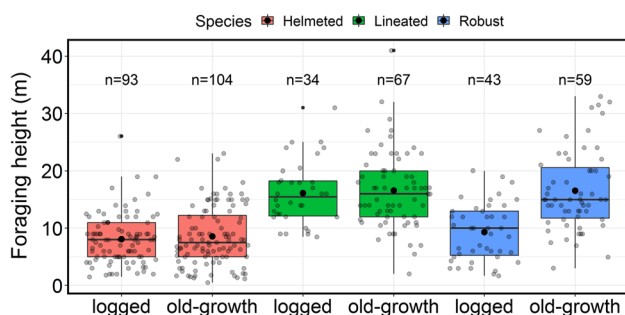 Species Helmeted Lineated Robust
n=93 n=104 n=34 n=67 n=43 n=59
Foraging height (m)
40
30
20
10
0
logged old-growth logged old-growth logged old-growth